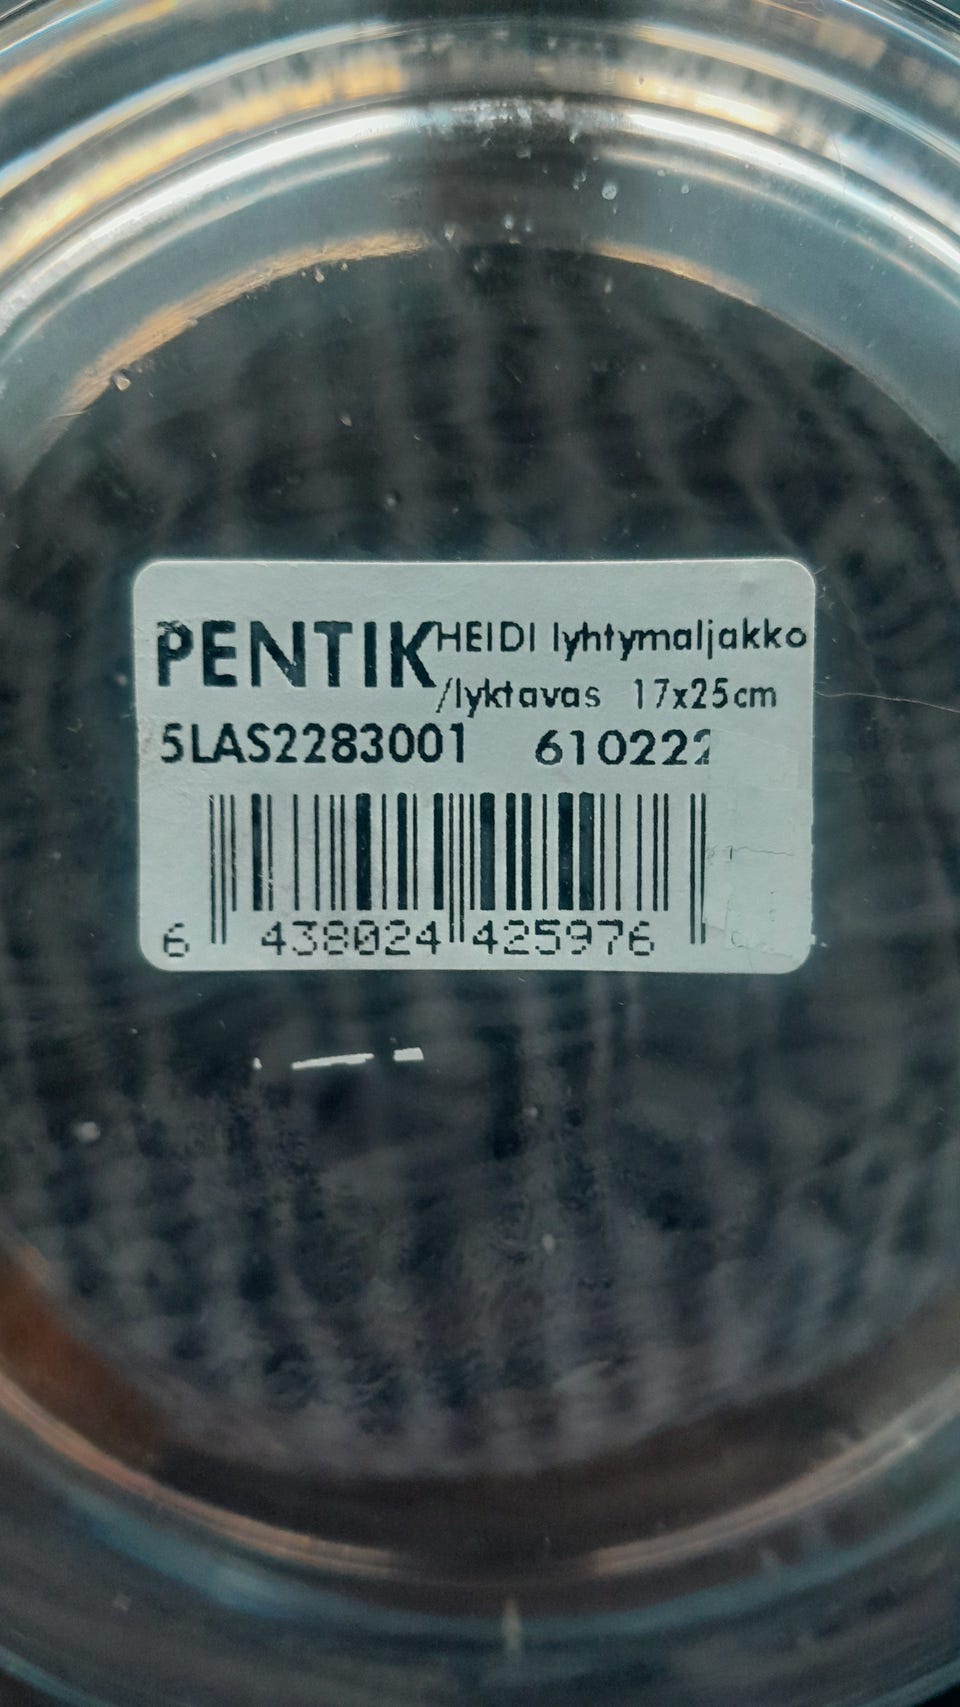 PENTIK HEIDI lyhtymaljakko
/lyktavas 17x25cm
5LAS2283001 610222
6 438024 425976